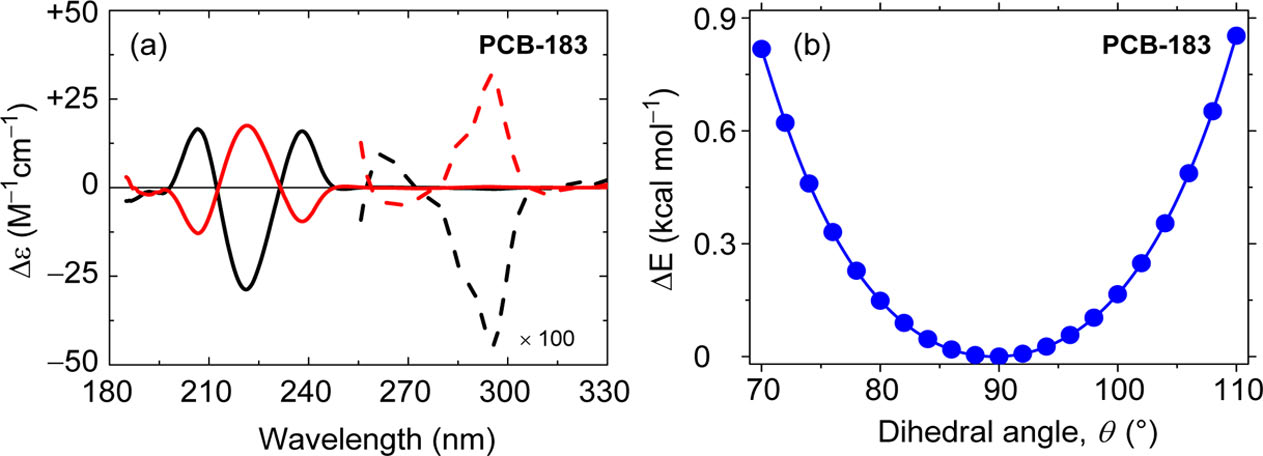 (a)
PCB-183
+50
+25
0
−25
−50
Δε (M⁻¹cm⁻¹)
× 100
180
210
240
270
300
330
Wavelength (nm)
(b)
PCB-183
0.9
0.6
0.3
0
ΔE (kcal mol⁻¹)
70
80
90
100
110
Dihedral angle, θ (°)